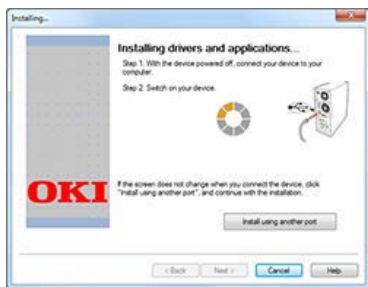 Installing...
Installing drivers and applications...
Step 1. With the device powered off, connect your device to your
computer.
Step 2. Switch on your device.
OKI
If the screen does not change when you connect the device, click
"Install using another port", and continue with the installation.
Install using another port
< Back
Next >
Cancel
Help